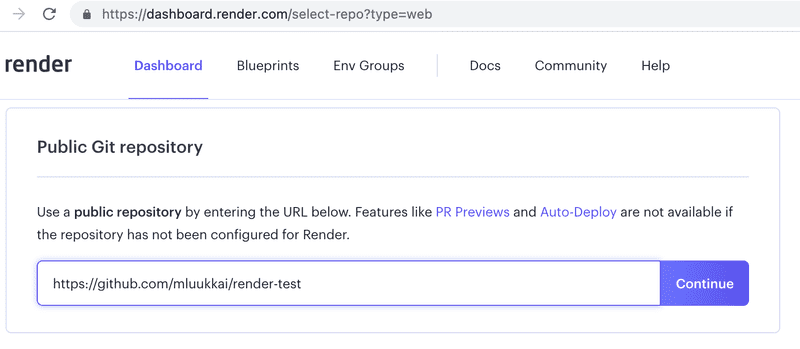 https://dashboard.render.com/select-repo?type=web
render Dashboard Blueprints Env Groups Docs Community Help
Public Git repository
Use a public repository by entering the URL below. Features like PR Previews and Auto-Deploy are not available if
the repository has not been configured for Render.
https://github.com/mluukkai/render-test Continue